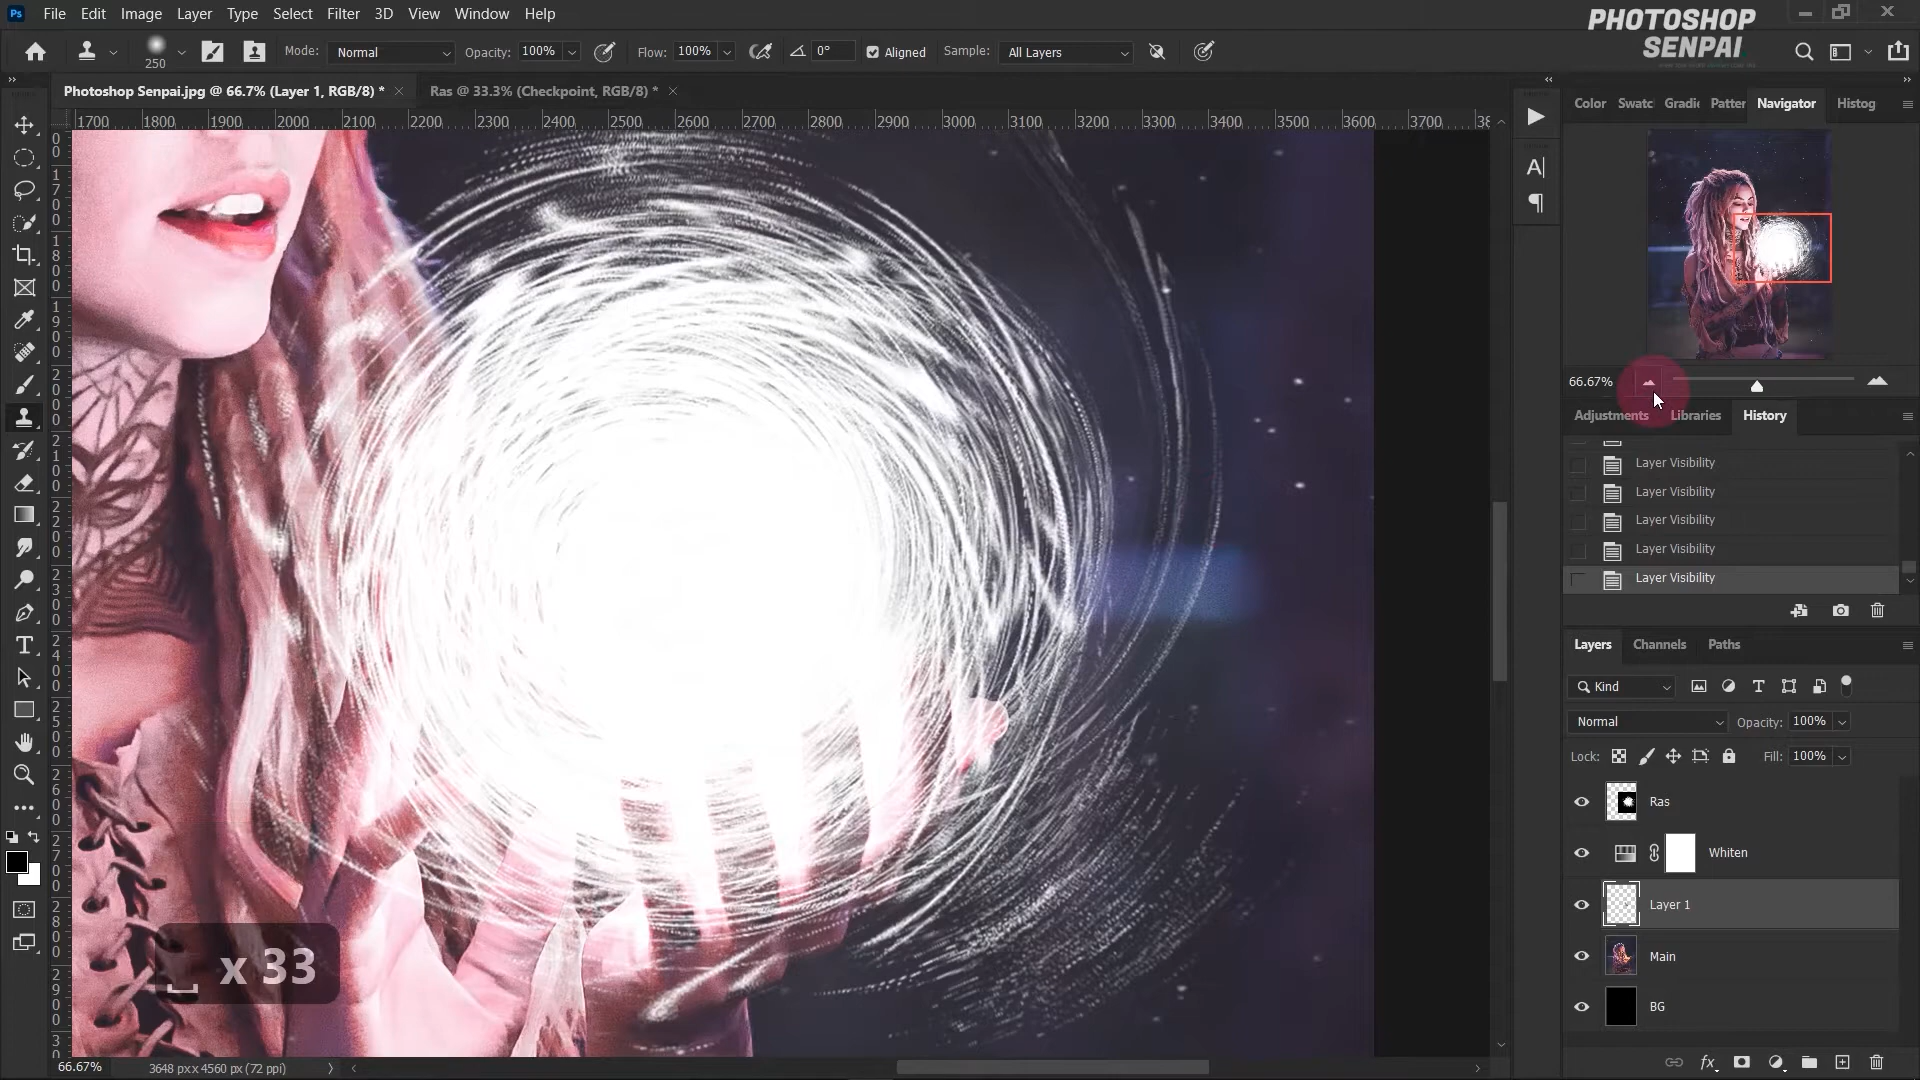 Ps File Edit Image Layer Type Select Filter 3D View Window Help
PHOTOSHOP
SENPAI
250 Mode: Normal Opacity: 100% Flow: 100% 0° Aligned Sample: All Layers
Photoshop Senpai.jpg @ 66.7% (Layer 1, RGB/8) * Ras @ 33.3% (Checkpoint, RGB/8) *
Color Swatc Gradie Patter Navigator Histog
1700 1800 1900 2000 2100 2200 2300 2400 2500 2600 2700 2800 2900 3000 3100 3200 3300 3400 3500 3600 3700 38
66.67%
Adjustments Libraries History
Layer Visibility
Layer Visibility
Layer Visibility
Layer Visibility
Layer Visibility
Layers Channels Paths
Kind
Normal Opacity: 100%
Lock: Fill: 100%
Ras
Whiten
Layer 1
Main
BG
x 33
66.67% 3648 px x 4560 px (72 ppi)